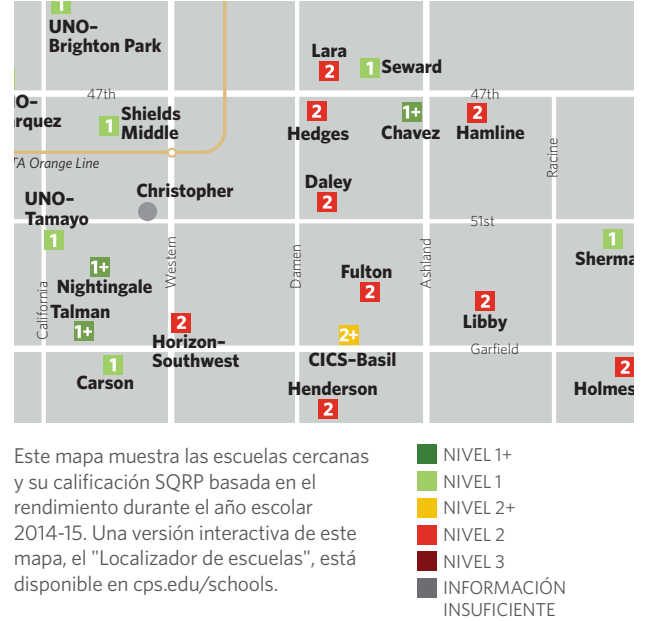 1
UNO–
Brighton Park
Lara
2
1 Seward
47th
47th
1
Shields
Middle
2
Hedges
1+
Chavez
2
Hamline
Racine
TA Orange Line
Christopher
Daley
2
UNO–
Tamayo
1
51st
1
Sherma
Western
Damen
Ashland
California
1+
Nightingale
Fulton
2
2
Libby
Talman
1+
2
Horizon–
Southwest
2+
CICS–Basil
Garfield
1
Carson
Henderson
2
2
Holmes
Este mapa muestra las escuelas cercanas
y su calificación SQRP basada en el
rendimiento durante el año escolar
2014-15. Una versión interactiva de este
mapa, el "Localizador de escuelas", está
disponible en cps.edu/schools.
NIVEL 1+
NIVEL 1
NIVEL 2+
NIVEL 2
NIVEL 3
INFORMACIÓN
INSUFICIENTE